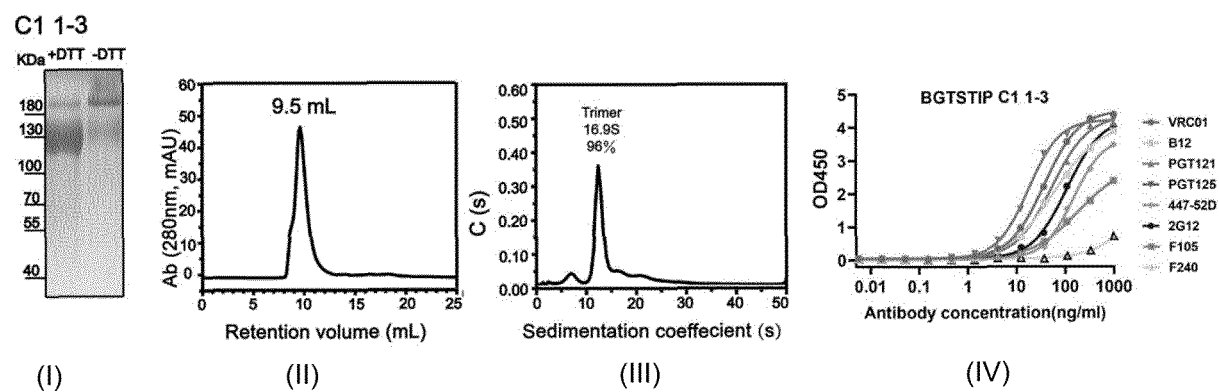 C1 1-3
KDa +DTT -DTT
180
130
100
70
55
40
(I)
Ab (280nm, mAU)
60
50
40
30
20
10
0
9.5 mL
0 5 10 15 20 25
Retention volume (mL)
(II)
C (s)
0.60
0.40
0.30
0.20
0.00
Trimer
16.9S
96%
0 10 20 30 40 50
Sedimentation coeffecient (s)
(III)
BGTSTIP C1 1-3
OD450
5
4
3
2
1
0
0.01 0.1 1 10 100 1000
Antibody concentration(ng/ml)
VRC01
B12
PGT121
PGT125
447-52D
2G12
F105
F240
(IV)